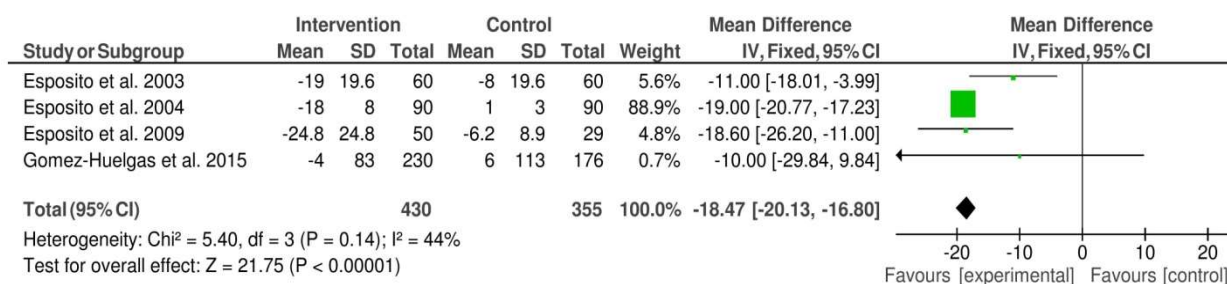 Intervention Control Mean Difference Mean Difference
Study or Subgroup Mean SD Total Mean SD Total Weight IV, Fixed, 95% CI IV, Fixed, 95% CI
Esposito et al. 2003 -19 19.6 60 -8 19.6 60 5.6% -11.00 [-18.01, -3.99]
Esposito et al. 2004 -18 8 90 1 3 90 88.9% -19.00 [-20.77, -17.23]
Esposito et al. 2009 -24.8 24.8 50 -6.2 8.9 29 4.8% -18.60 [-26.20, -11.00]
Gomez-Huelgas et al. 2015 -4 83 230 6 113 176 0.7% -10.00 [-29.84, 9.84]
Total (95% CI) 430 355 100.0% -18.47 [-20.13, -16.80]
Heterogeneity: Chi² = 5.40, df = 3 (P = 0.14); I² = 44%
Test for overall effect: Z = 21.75 (P < 0.00001)
-20 -10 0 10 20
Favours [experimental] Favours [control]